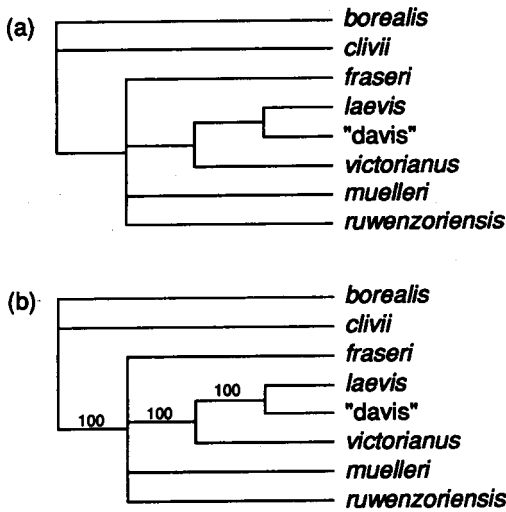 (a)
borealis
clivii
fraseri
laevis
"davis"
victorianus
muelleri
ruwenzoriensis
(b)
borealis
clivii
fraseri
100 laevis
"davis"
100 100
victorianus
muelleri
ruwenzoriensis